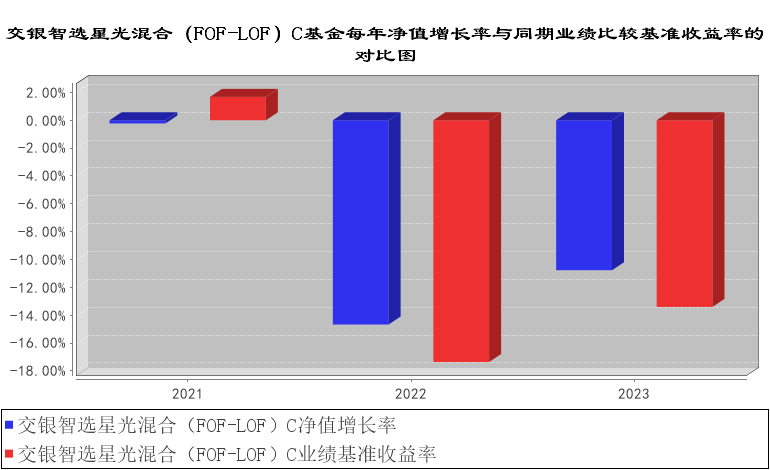 交银智选星光混合（FOF-LOF）C基金每年净值增长率与同期业绩比较基准收益率的
对比图
2.00%
0.00%
-2.00%
-4.00%
-6.00%
-8.00%
-10.00%
-12.00%
-14.00%
-16.00%
-18.00%
2021 2022 2023
交银智选星光混合（FOF-LOF）C净值增长率
交银智选星光混合（FOF-LOF）C业绩基准收益率